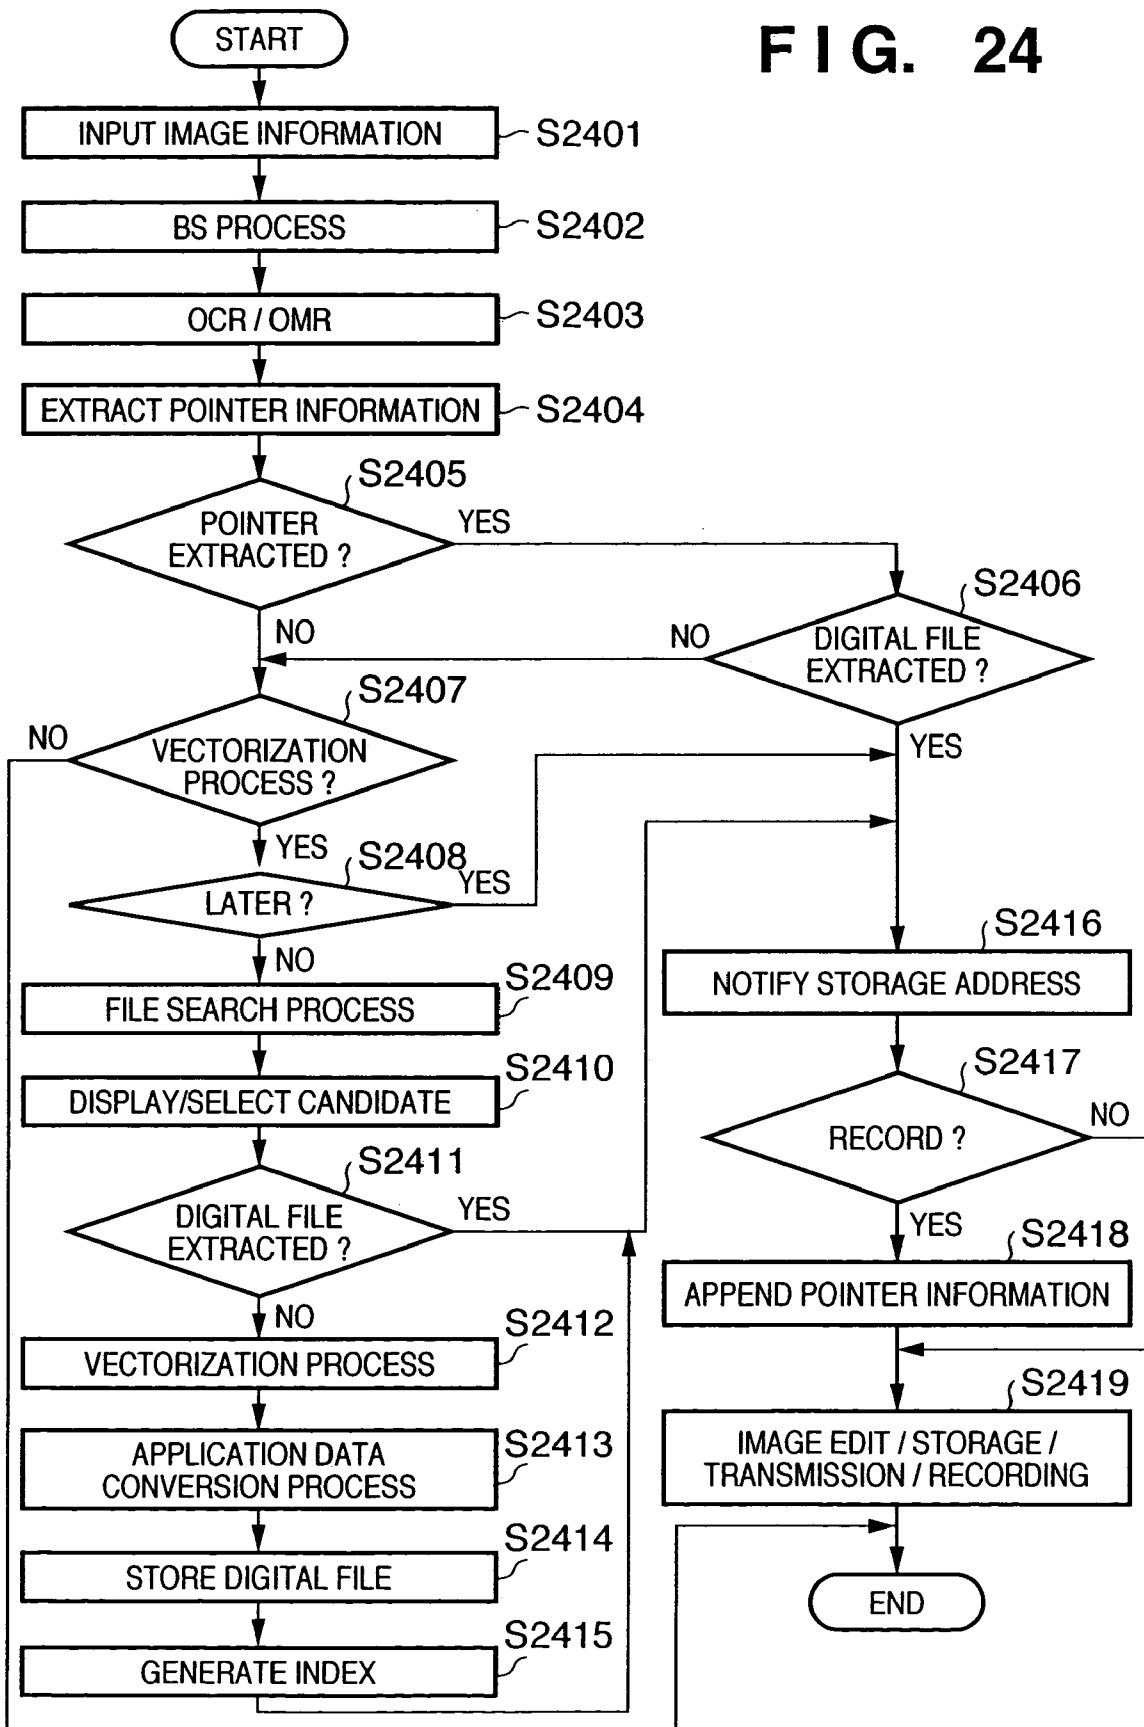 FIG. 24
START
INPUT IMAGE INFORMATION
S2401
BS PROCESS
S2402
OCR / OMR
S2403
EXTRACT POINTER INFORMATION
S2404
S2405
POINTER
EXTRACTED ?
YES
NO
S2406
DIGITAL FILE
EXTRACTED ?
NO
YES
S2407
VECTORIZATION
PROCESS ?
NO
YES
S2408
LATER ?
YES
NO
S2409
FILE SEARCH PROCESS
S2410
DISPLAY/SELECT CANDIDATE
S2411
DIGITAL FILE
EXTRACTED ?
YES
NO
S2412
VECTORIZATION PROCESS
S2413
APPLICATION DATA
CONVERSION PROCESS
S2414
STORE DIGITAL FILE
S2415
GENERATE INDEX
S2416
NOTIFY STORAGE ADDRESS
S2417
RECORD ?
NO
YES
S2418
APPEND POINTER INFORMATION
S2419
IMAGE EDIT / STORAGE /
TRANSMISSION / RECORDING
END